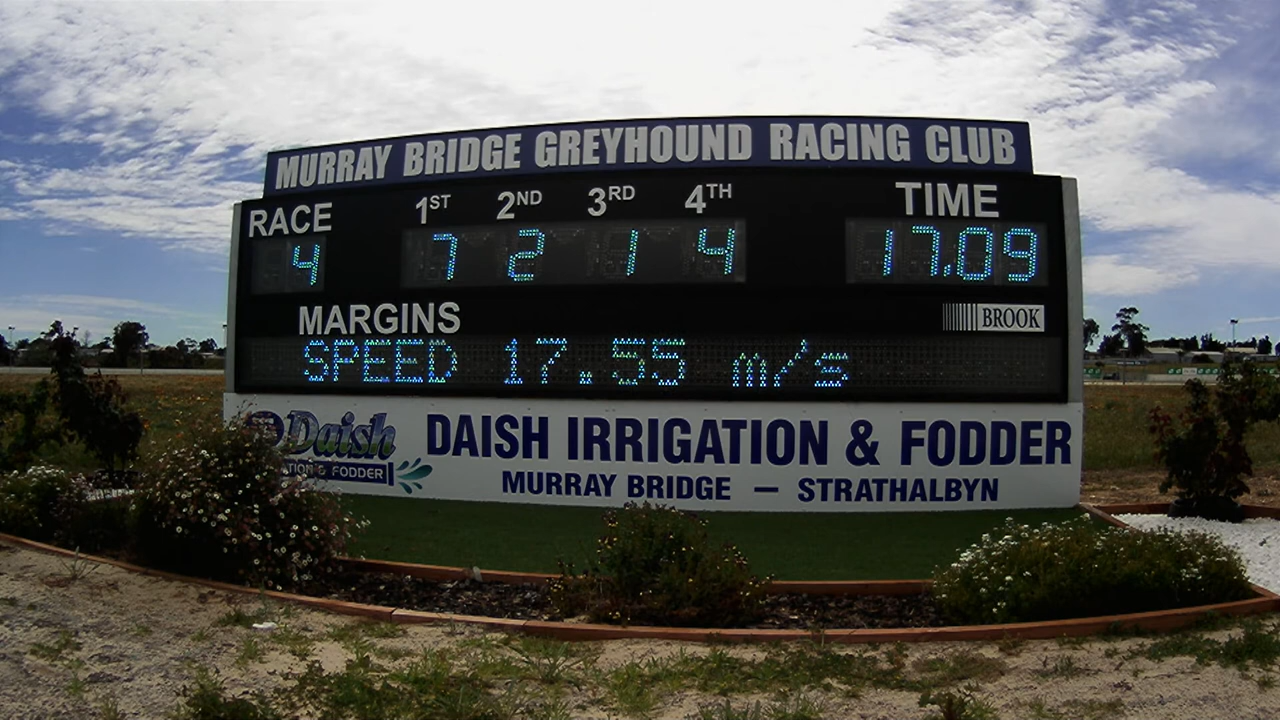 MURRAY BRIDGE GREYHOUND RACING CLUB
RACE 1ST 2ND 3RD 4TH TIME
4 7 2 1 4 17.09
MARGINS BROOK
SPEED 17.55 m/s
Daish DAISH IRRIGATION & FODDER
& FODDER MURRAY BRIDGE — STRATHALBYN